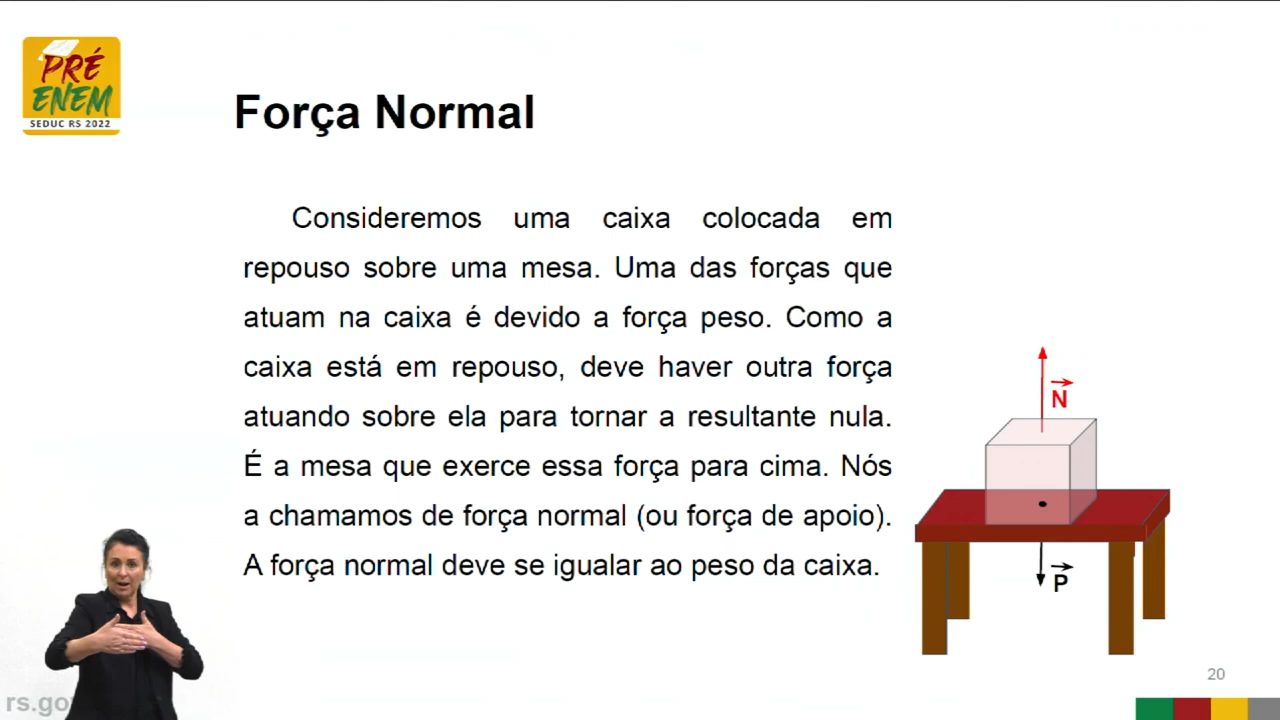 PRÉ
ENEM
SEDUC RS 2022
Força Normal
Consideremos uma caixa colocada em
repouso sobre uma mesa. Uma das forças que
atuam na caixa é devido a força peso. Como a
caixa está em repouso, deve haver outra força
atuando sobre ela para tornar a resultante nula.
É a mesa que exerce essa força para cima. Nós
a chamamos de força normal (ou força de apoio).
A força normal deve se igualar ao peso da caixa.
N
P
20
rs.go